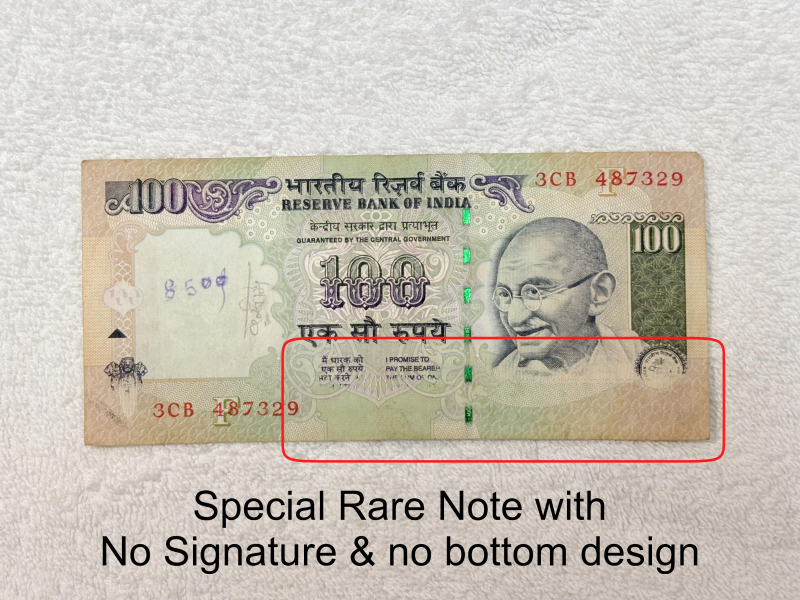 100
भारतीय रिज़र्व बैंक
RESERVE BANK OF INDIA
3CB 487329
केन्द्रीय सरकार द्वारा प्रत्याभूत
GUARANTEED BY THE CENTRAL GOVERNMENT
100
100
8509
एक सौ रुपये
मैं धारक को
एक सौ रुपये
I PROMISE TO
PAY THE BEARER
3CB 487329
Special Rare Note with
No Signature & no bottom design